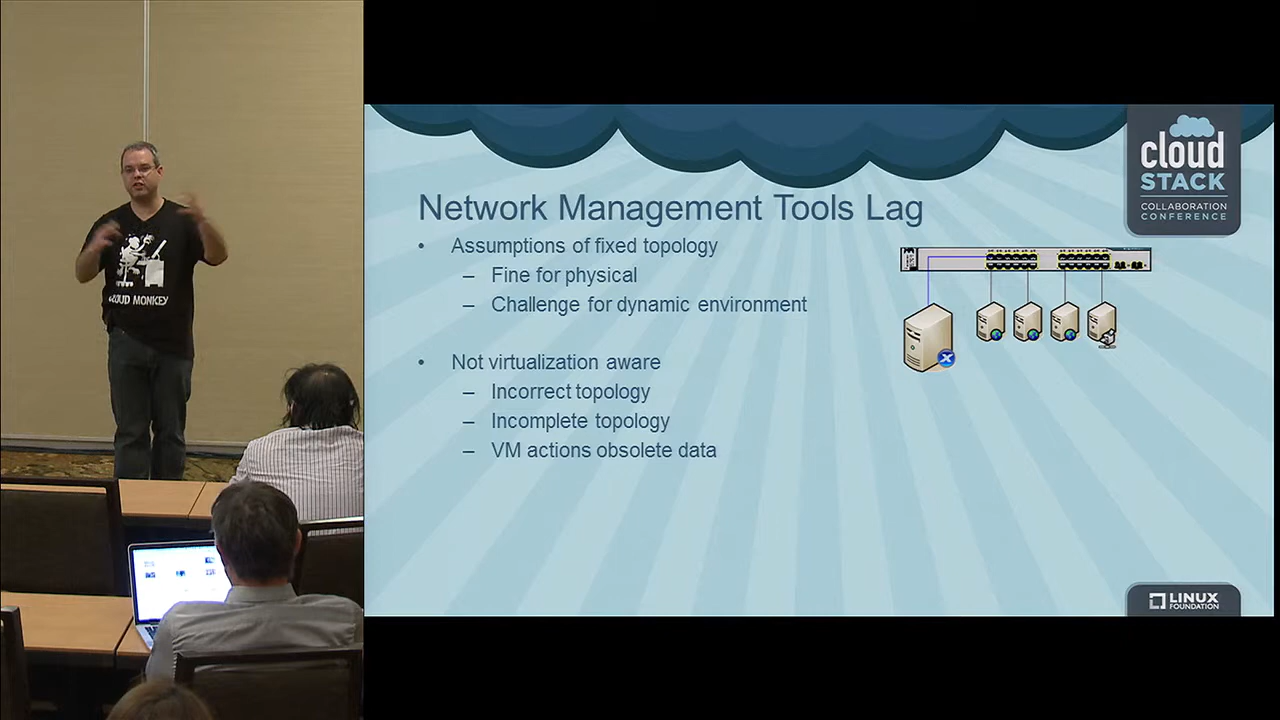 cloud
STACK
COLLABORATION
CONFERENCE
Network Management Tools Lag
• Assumptions of fixed topology
– Fine for physical
– Challenge for dynamic environment
• Not virtualization aware
– Incorrect topology
– Incomplete topology
– VM actions obsolete data
CLOUD MONKEY
LINUX
FOUNDATION